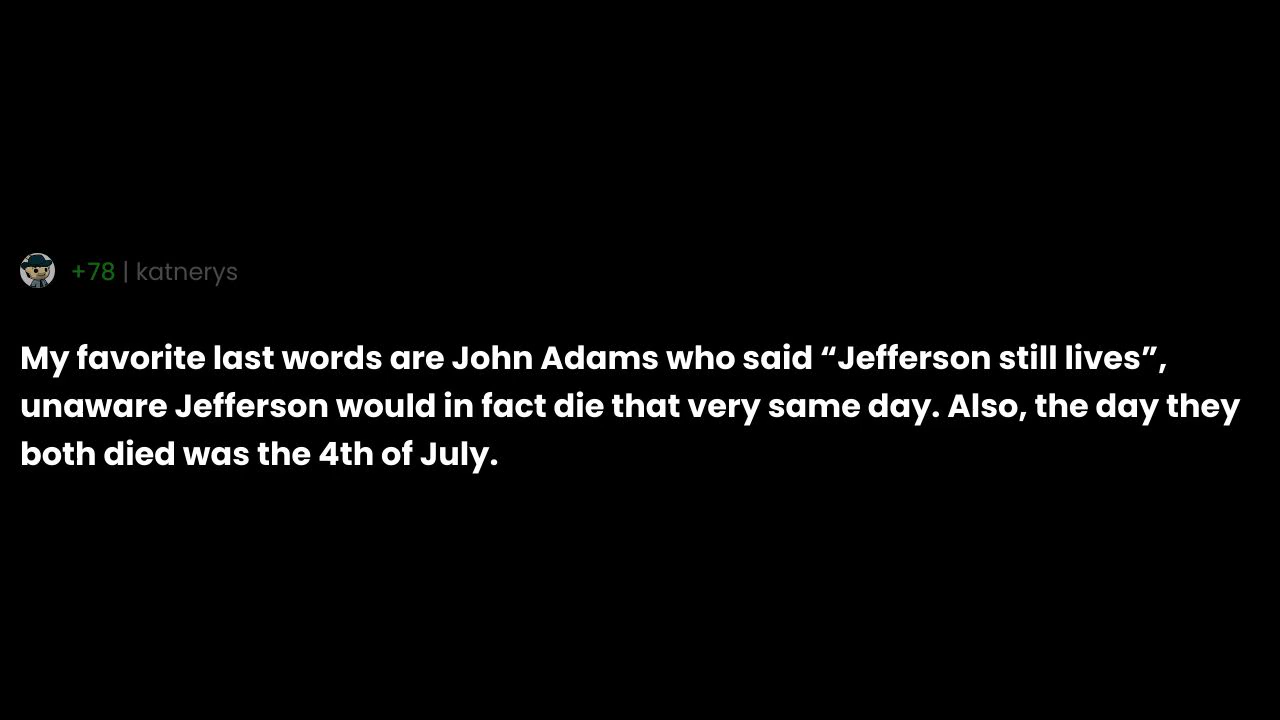 +78 | katnerys
My favorite last words are John Adams who said “Jefferson still lives”,
unaware Jefferson would in fact die that very same day. Also, the day they
both died was the 4th of July.